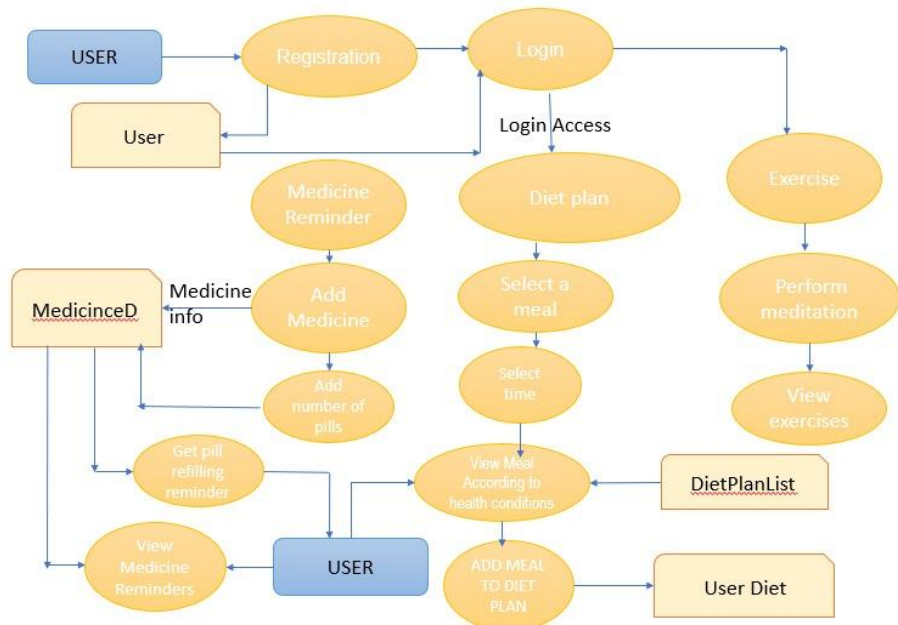 USER
Registration
Login
User
Login Access
Medicine
Reminder
Diet plan
Exercise
MedicinceD
Medicine
info
Add
Medicine
Select a
meal
Perform
meditation
Add
number of
pills
Select
time
View
exercises
Get pill
refilling
reminder
View Meal
According to
health conditions
DietPlanList
View
Medicine
Reminders
USER
ADD MEAL
TO DIET
PLAN
User Diet